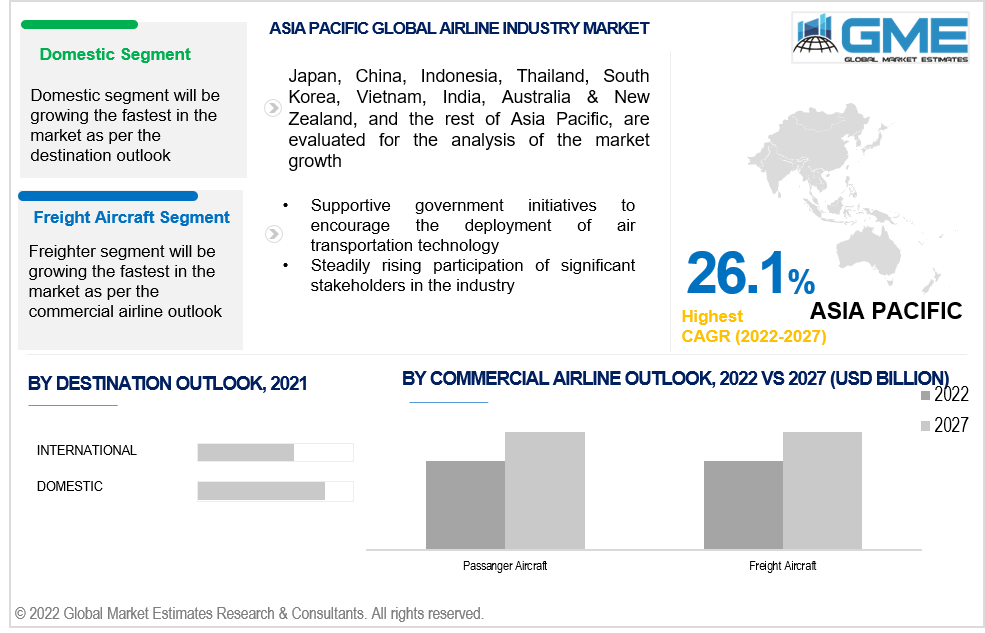 Domestic Segment
Domestic segment will be
growing the fastest in the
market as per the
destination outlook
Freight Aircraft Segment
Freighter segment will be
growing the fastest in the
market as per the
commercial airline outlook
ASIA PACIFIC GLOBAL AIRLINE INDUSTRY MARKET
Japan, China, Indonesia, Thailand, South
Korea, Vietnam, India, Australia & New
Zealand, and the rest of Asia Pacific, are
evaluated for the analysis of the market
growth
• Supportive government initiatives to
encourage the deployment of air
transportation technology
• Steadily rising participation of significant
stakeholders in the industry
GME
GLOBAL MARKET ESTIMATES
26.1%
Highest
CAGR (2022-2027)
ASIA PACIFIC
BY DESTINATION OUTLOOK, 2021
INTERNATIONAL
DOMESTIC
BY COMMERCIAL AIRLINE OUTLOOK, 2022 VS 2027 (USD BILLION)
2022
2027
Passanger Aircraft
Freight Aircraft
© 2022 Global Market Estimates Research & Consultants. All rights reserved.